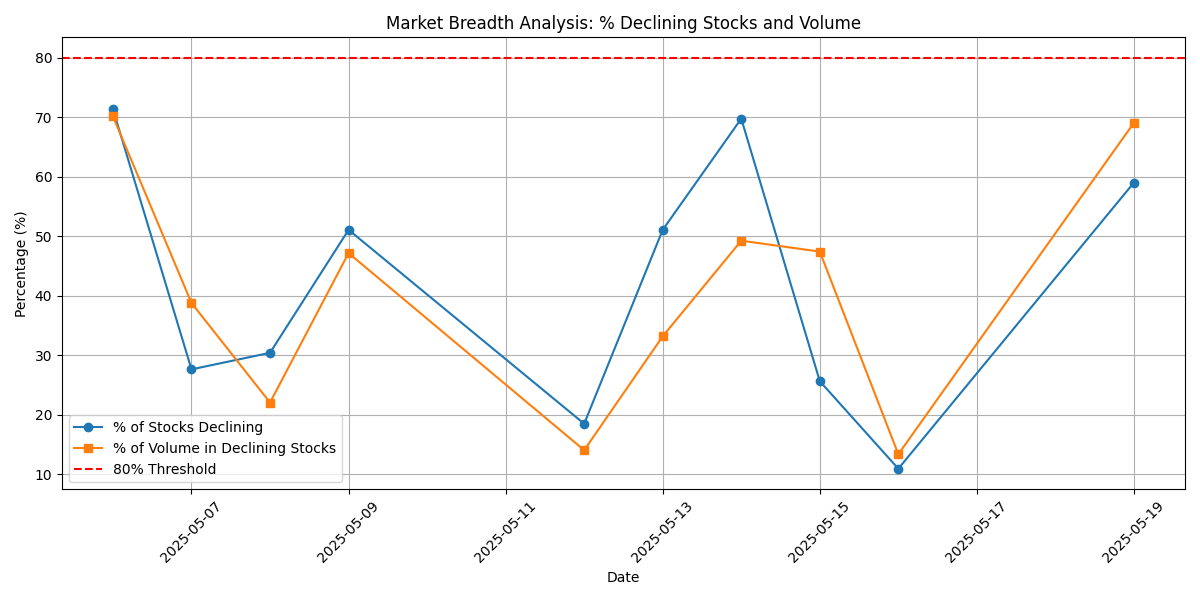 Market Breadth Analysis: % Declining Stocks and Volume
Percentage (%)
80
70
60
50
40
30
20
10
% of Stocks Declining
% of Volume in Declining Stocks
80% Threshold
2025-05-07
2025-05-09
2025-05-11
2025-05-13
2025-05-15
2025-05-17
2025-05-19
Date